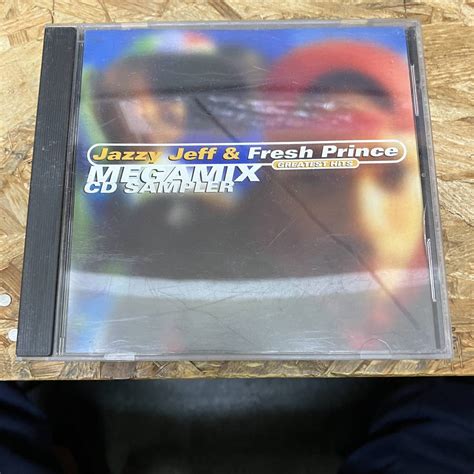 Jazzy Jeff & Fresh Prince
GREATEST HITS
MEGAMIX
CD SAMPLER